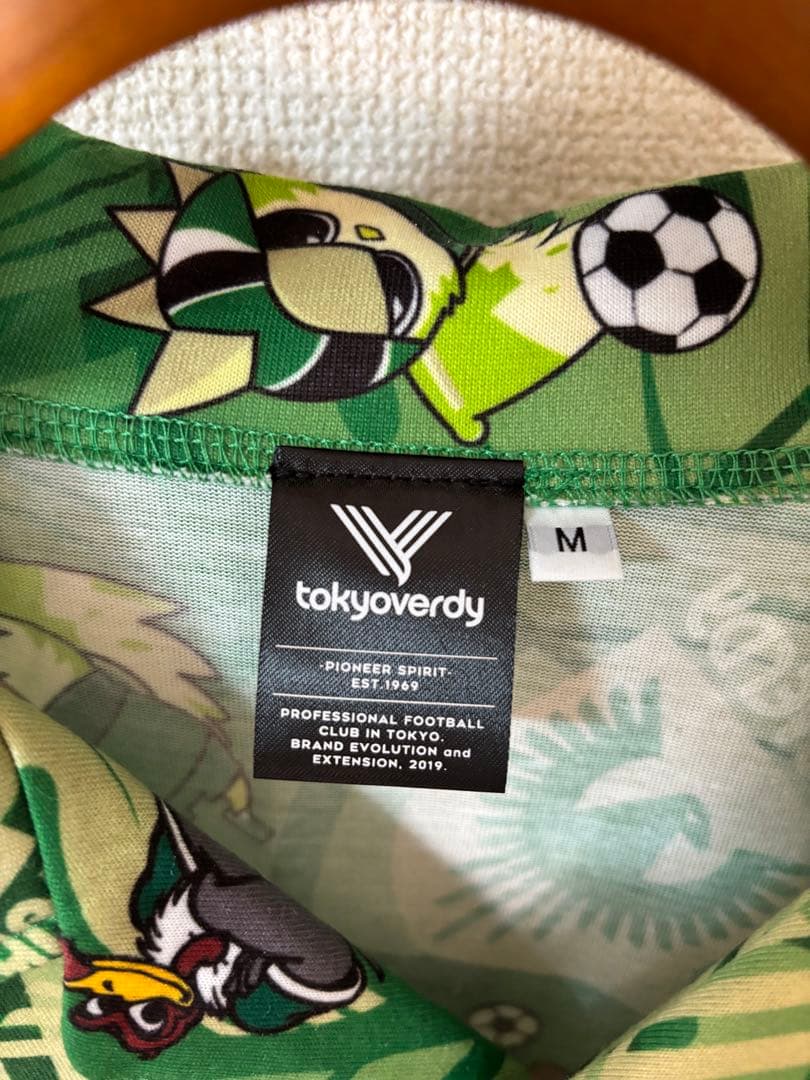 tokyoverdy
M
·PIONEER SPIRIT·
EST.1969
PROFESSIONAL FOOTBALL
CLUB IN TOKYO.
BRAND EVOLUTION and
EXTENSION, 2019.